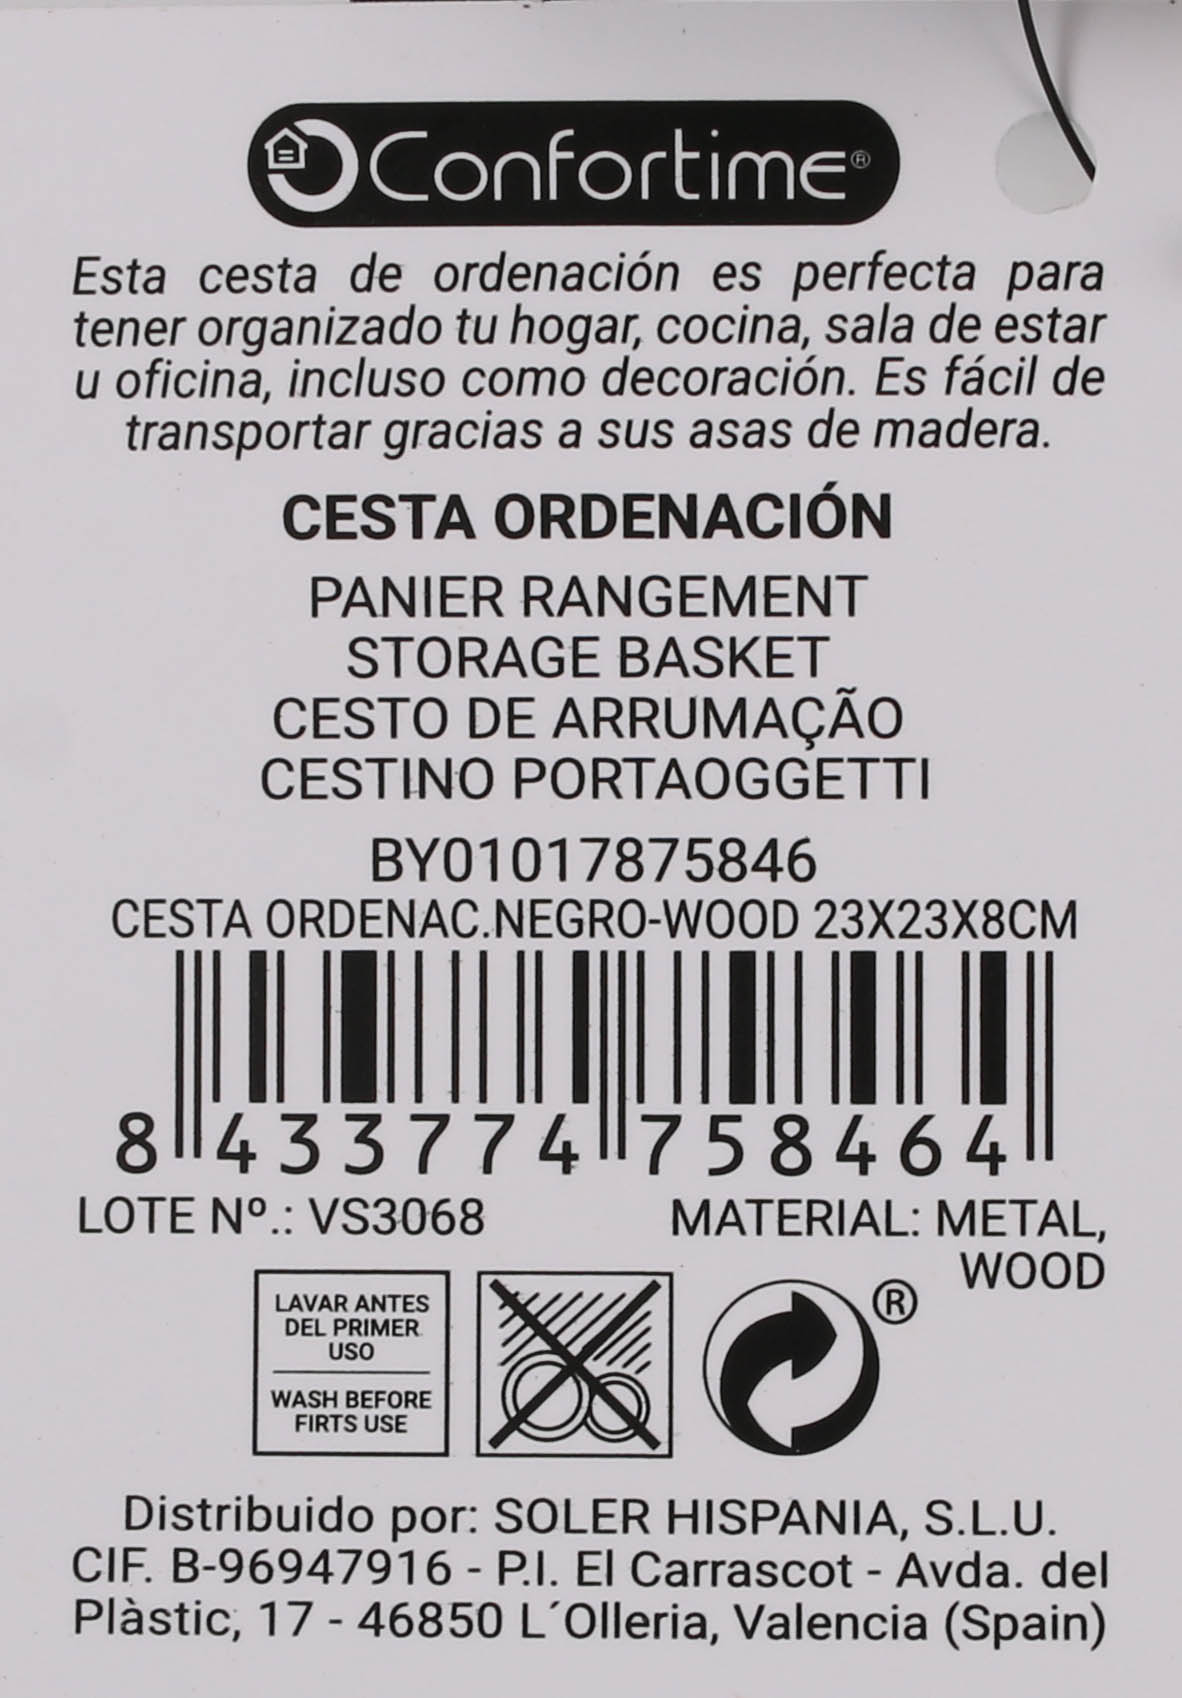 Confortime®
Esta cesta de ordenación es perfecta para
tener organizado tu hogar, cocina, sala de estar
u oficina, incluso como decoración. Es fácil de
transportar gracias a sus asas de madera.
CESTA ORDENACIÓN
PANIER RANGEMENT
STORAGE BASKET
CESTO DE ARRUMAÇÃO
CESTINO PORTAOGGETTI
BY01017875846
CESTA ORDENAC.NEGRO-WOOD 23X23X8CM
8 433774 758464
LOTE Nº.: VS3068
MATERIAL: METAL,
WOOD
LAVAR ANTES
DEL PRIMER
USO
WASH BEFORE
FIRTS USE
®
Distribuido por: SOLER HISPANIA, S.L.U.
CIF. B-96947916 - P.I. El Carrascot - Avda. del
Plàstic, 17 - 46850 L´Olleria, Valencia (Spain)